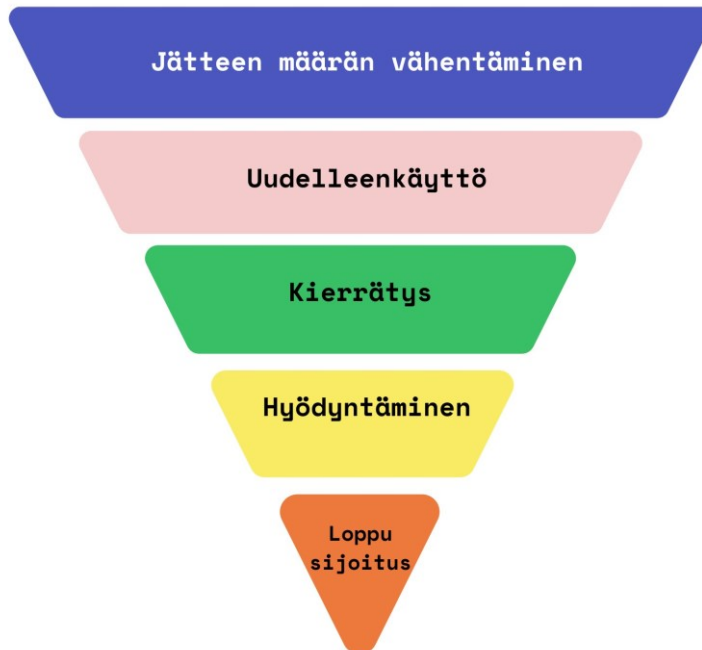 Jätteen määrän vähentäminen
Uudelleenkäyttö
Kierrätys
Hyödyntäminen
Loppu
sijoitus